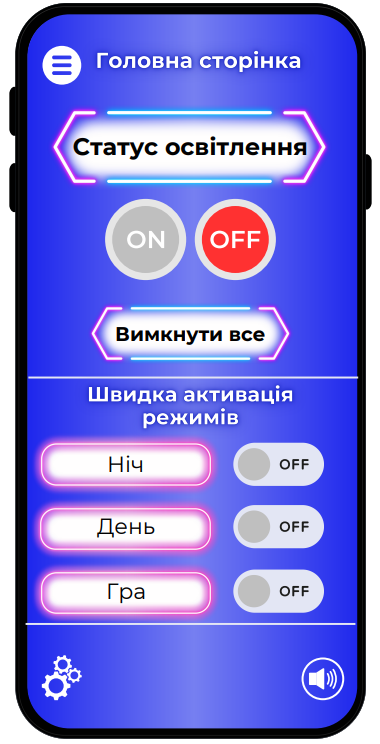 Головна сторінка
Статус освітлення
ON OFF
Вимкнути все
Швидка активація
режимів
Ніч OFF
День OFF
Гра OFF